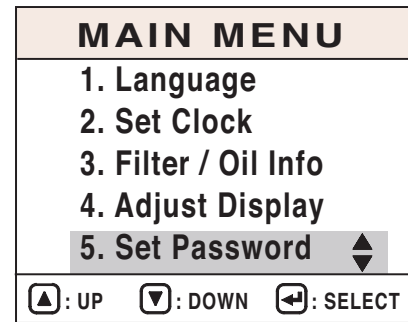 MAIN MENU
1. Language
2. Set Clock
3. Filter / Oil Info
4. Adjust Display
5. Set Password
: UP : DOWN : SELECT